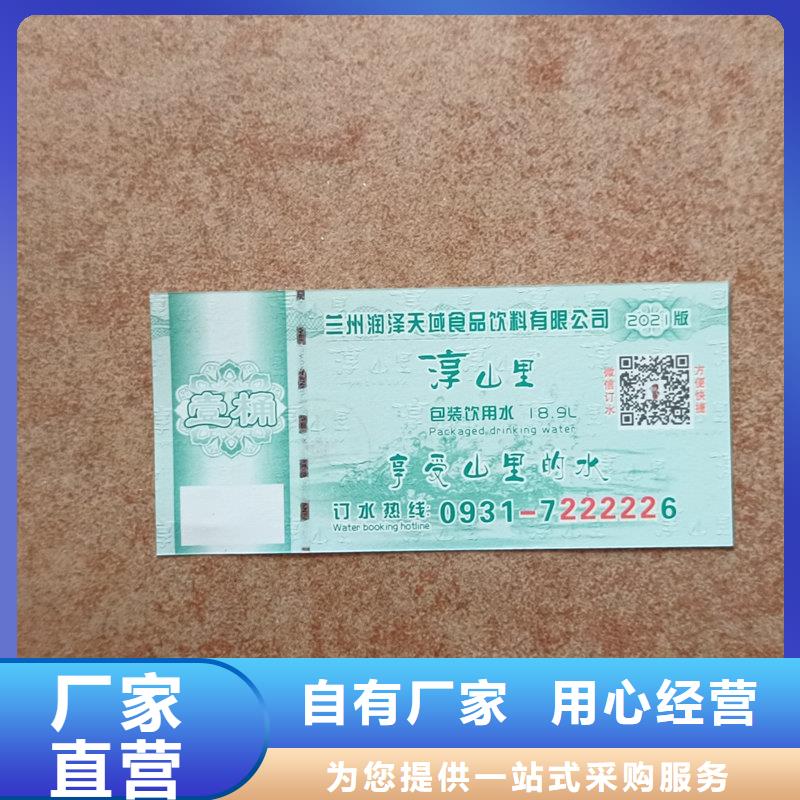 兰州润泽天域食品饮料有限公司 2021版
淳山里
壹桶
包装饮用水 18.9L
Packaged drinking water
微信订水
方便快捷
享受山里的水
订水热线: 0931-7222226
Water booking hotline
厂家直营
自有厂家 用心经营
为您提供一站式采购服务